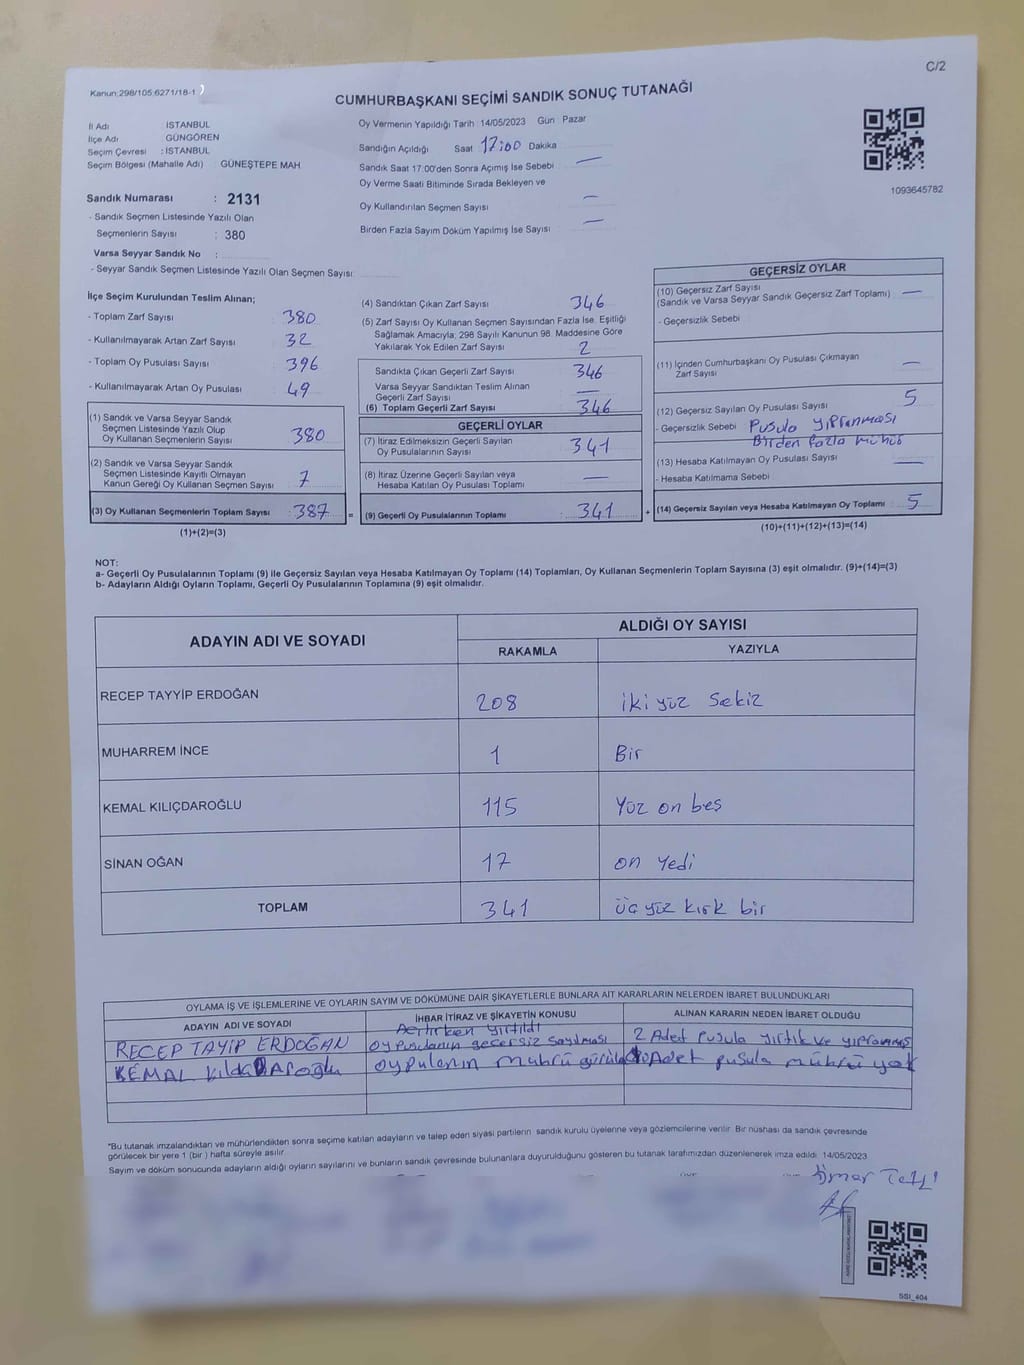 C/2
Kanun:298/105,6271/18-1
CUMHURBAŞKANI SEÇİMİ SANDIK SONUÇ TUTANAĞI
İl Adı : İSTANBUL
İlçe Adı : GÜNGÖREN
Seçim Çevresi : İSTANBUL
Seçim Bölgesi (Mahalle Adı) GÜNEŞTEPE MAH
Sandık Numarası : 2131
- Sandık Seçmen Listesinde Yazılı Olan
Seçmenlerin Sayısı : 380
Varsa Seyyar Sandık No :
- Seyyar Sandık Seçmen Listesinde Yazılı Olan Seçmen Sayısı
Oy Vermenin Yapıldığı Tarih :14/05/2023 Gün Pazar
Sandığın Açıldığı Saat 17:00 Dakika
Sandık Saat 17:00'den Sonra Açımış İse Sebebi —
Oy Verme Saati Bitiminde Sırada Bekleyen ve
Oy Kullandırılan Seçmen Sayısı —
Birden Fazla Sayım Döküm Yapılmış İse Sayısı —
1093645782
İlçe Seçim Kurulundan Teslim Alınan;
- Toplam Zarf Sayısı : 380
- Kullanılmayarak Artan Zarf Sayısı : 32
- Toplam Oy Pusulası Sayısı : 396
- Kullanılmayarak Artan Oy Pusulası : 49
(1) Sandık ve Varsa Seyyar Sandık
Seçmen Listesinde Yazılı Olup
Oy Kullanan Seçmenlerin Sayısı : 380
(2) Sandık ve Varsa Seyyar Sandık
Seçmen Listesinde Kayıtlı Olmayan
Kanun Gereği Oy Kullanan Seçmen Sayısı : 7
(3) Oy Kullanan Seçmenlerin Toplam Sayısı : 387 =
(1)+(2)=(3)
(4) Sandıktan Çıkan Zarf Sayısı 346
(5) Zarf Sayısı Oy Kullanan Seçmen Sayısından Fazla İse, Eşitliği
Sağlamak Amacıyla, 298 Sayılı Kanunun 98. Maddesine Göre
Yakılarak Yok Edilen Zarf Sayısı 2
Sandıkta Çıkan Geçerli Zarf Sayısı 346
Varsa Seyyar Sandıktan Teslim Alınan
Geçerli Zarf Sayısı —
(6) Toplam Geçerli Zarf Sayısı 346
GEÇERLİ OYLAR
(7) İtiraz Edilmeksizin Geçerli Sayılan
Oy Pusulalarının Sayısı 341
(8) İtiraz Üzerine Geçerli Sayılan veya
Hesaba Katılan Oy Pusulası Toplamı —
(9) Geçerli Oy Pusulalarının Toplamı 341 +
GEÇERSİZ OYLAR
(10) Geçersiz Zarf Sayısı
(Sandık ve Varsa Seyyar Sandık Geçersiz Zarf Toplamı) —
- Geçersizlik Sebebi
(11) İçinden Cumhurbaşkanı Oy Pusulası Çıkmayan
Zarf Sayısı —
(12) Geçersiz Sayılan Oy Pusulası Sayısı 5
- Geçersizlik Sebebi Pusula yıpranması
Birden fazla mühür
(13) Hesaba Katılmayan Oy Pusulası Sayısı —
- Hesaba Katılmama Sebebi
(14) Geçersiz Sayılan veya Hesaba Katılmayan Oy Toplamı 5
(10)+(11)+(12)+(13)=(14)
NOT:
a- Geçerli Oy Pusulalarının Toplamı (9) ile Geçersiz Sayılan veya Hesaba Katılmayan Oy Toplamı (14) Toplamları, Oy Kullanan Seçmenlerin Toplam Sayısına (3) eşit olmalıdır. (9)+(14)=(3)
b- Adayların Aldığı Oyların Toplamı, Geçerli Oy Pusulalarının Toplamına (9) eşit olmalıdır.
ADAYIN ADI VE SOYADI ALDIĞI OY SAYISI
RAKAMLA YAZIYLA
RECEP TAYYİP ERDOĞAN 208 iki yüz Sekiz
MUHARREM İNCE 1 Bir
KEMAL KILIÇDAROĞLU 115 Yüz on beş
SİNAN OĞAN 17 on Yedi
TOPLAM 341 üç yüz kırk bir
OYLAMA İŞ VE İŞLEMLERİNE VE OYLARIN SAYIM VE DÖKÜMÜNE DAİR ŞİKAYETLERLE BUNLARA AİT KARARLARIN NELERDEN İBARET BULUNDUKLARI
ADAYIN ADI VE SOYADI İHBAR İTİRAZ VE ŞİKAYETİN KONUSU ALINAN KARARIN NEDEN İBARET OLDUĞU
Açılırken yırtıldı
RECEP TAYİP ERDOĞAN oy pusulanın geçersiz sayılması 2 Adet Pusula yırtık ve yıpranmış
KEMAL mührü Adet pusula mührü yok
*Bu tutanak imzalandıktan ve mühürlendikten sonra seçime katılan adayların ve talep eden siyasi partilerin sandık kurulu üyelerine veya gözlemcilerine verilir. Bir nüshası da sandık çevresinde
görülecek bir yere 1 (bir ) hafta süreyle asılır.
Sayım ve döküm sonucunda adayların aldığı oyların sayılarını ve bunların sandık çevresinde bulunanlara duyurulduğunu gösteren bu tutanak tarafımızdan düzenlenerek imza edildi. 14/05/2023
SSI_404